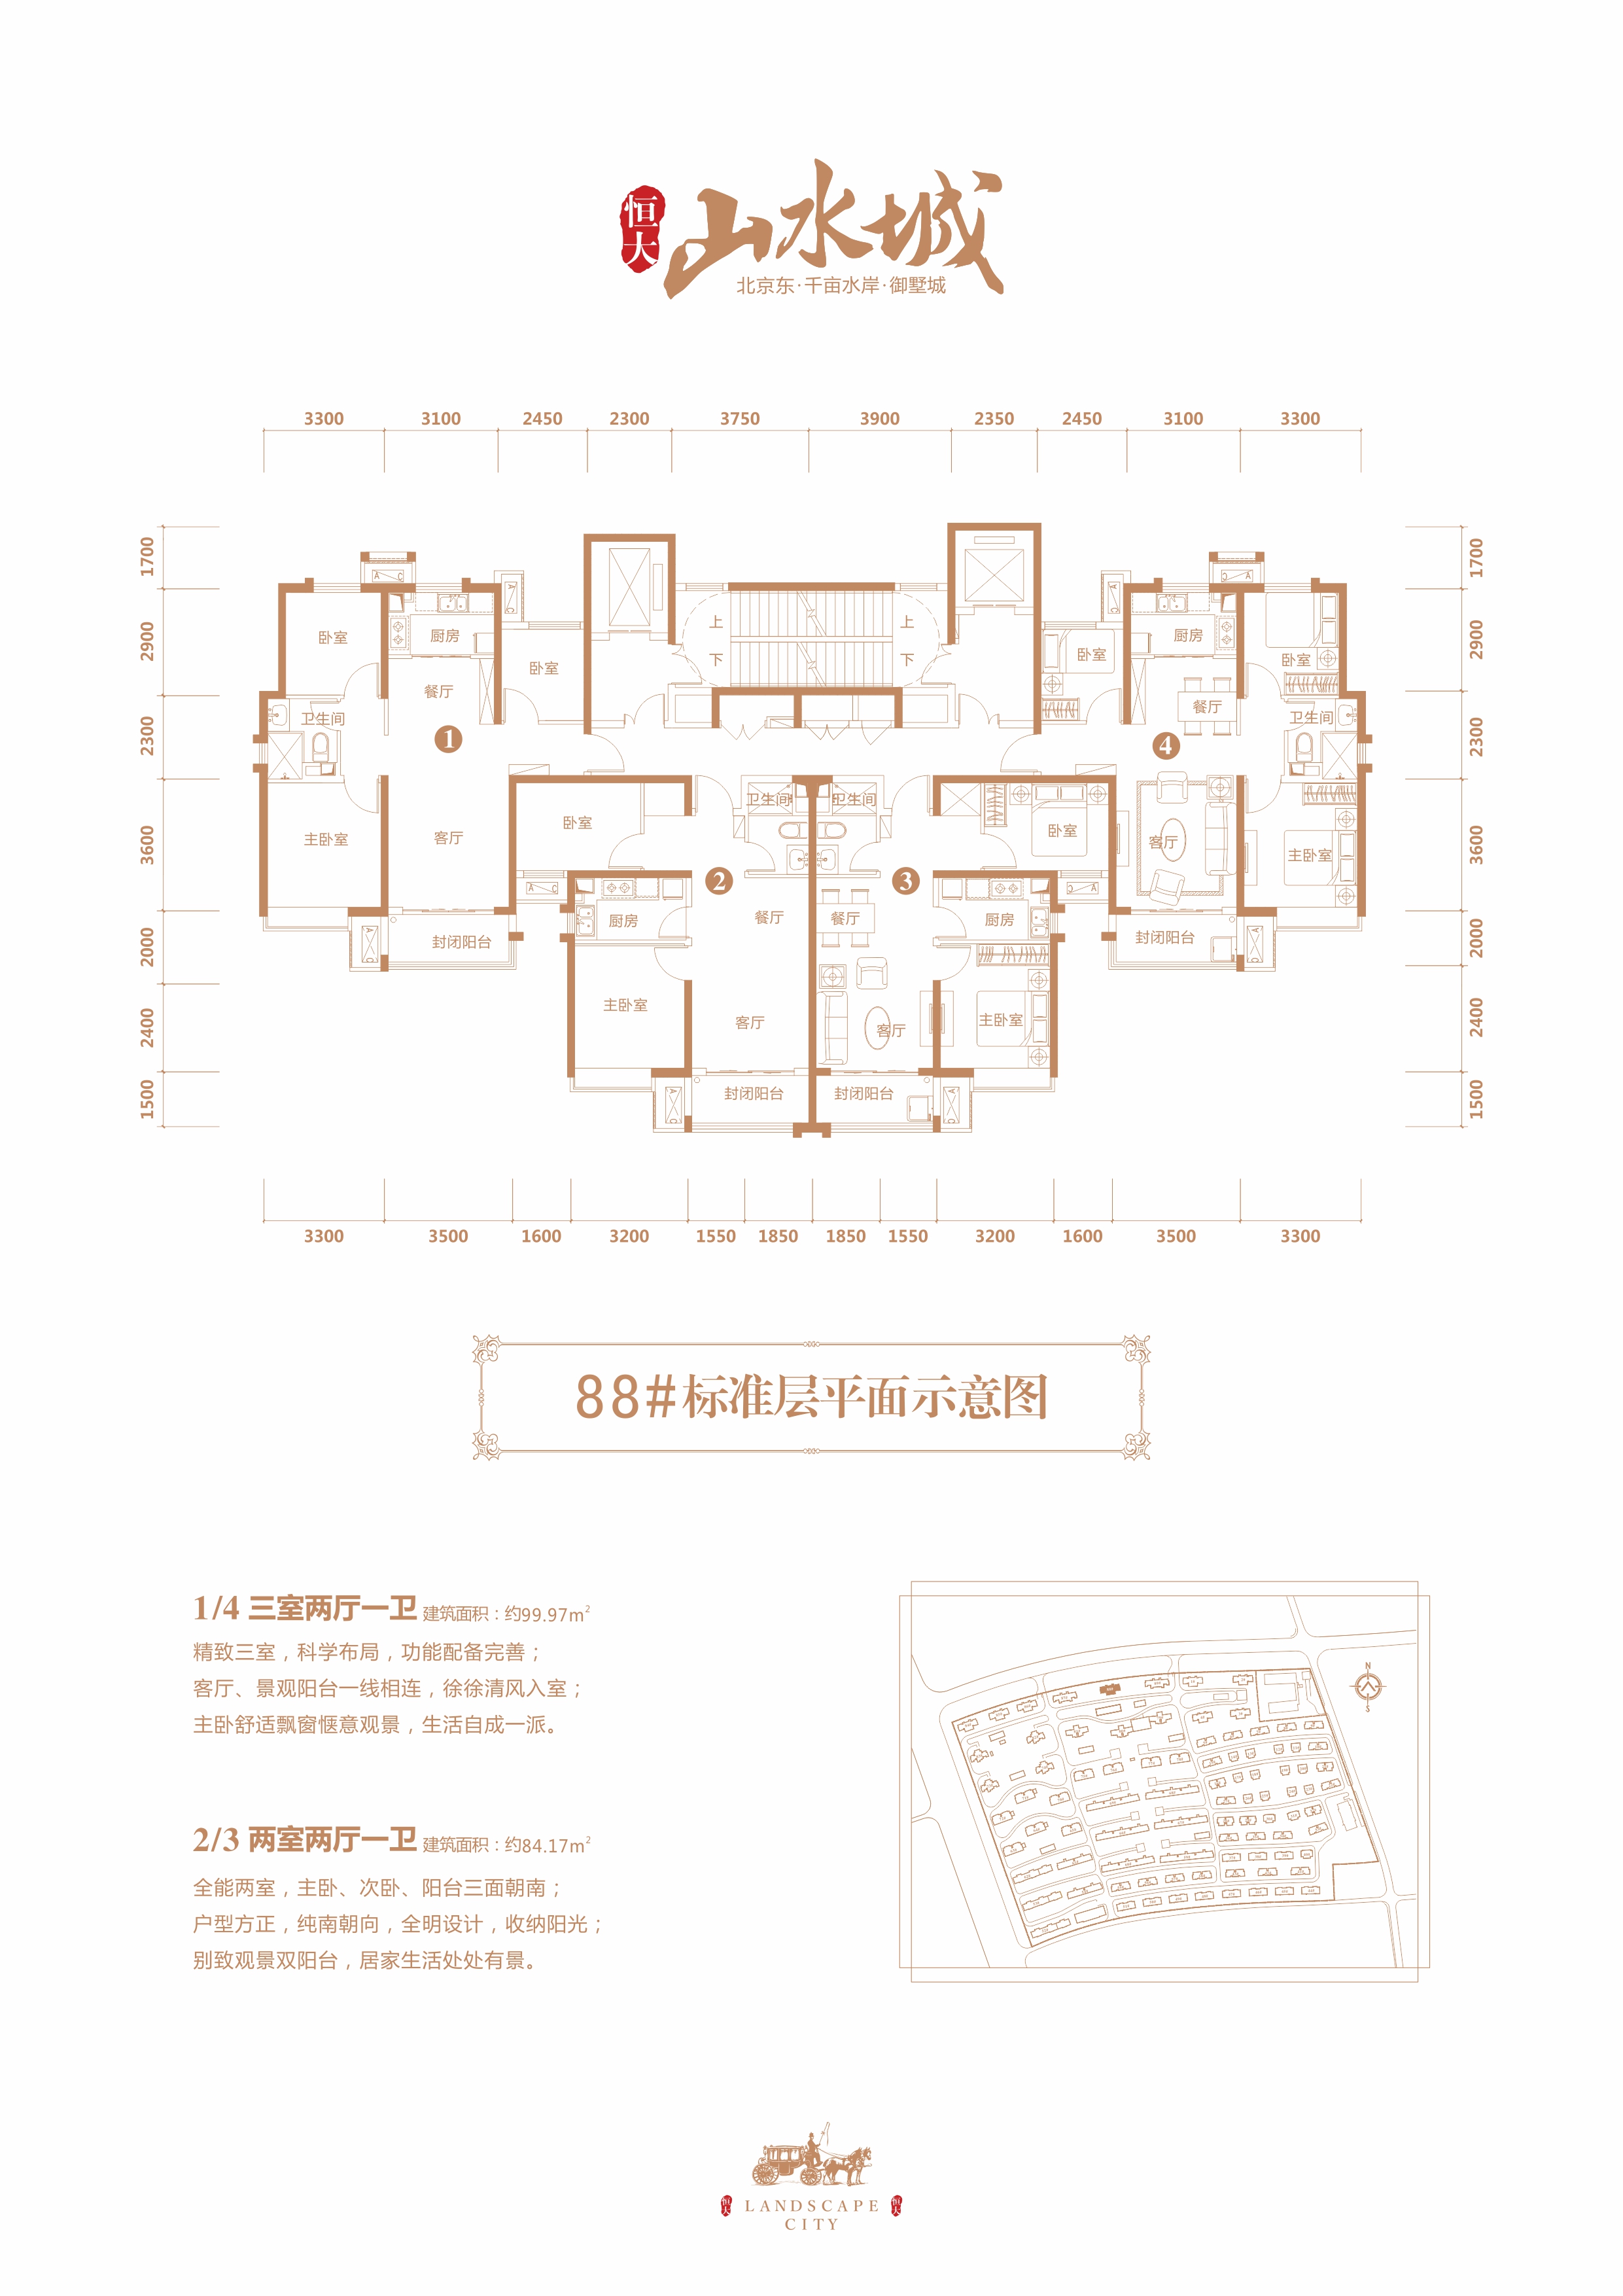 恒大
山水城
北京东·千亩水岸·御墅城
3300 3100 2450 2300 3750 3900 2350 2450 3100 3300
1700 2900 2300 3600 2000 2400 1500
1700 2900 2300 3600 2000 2400 1500
A C
A C
A C
C A
上 上
下 下
卧室 厨房 卧室 卧室 厨房 卧室
餐厅 餐厅
卫生间 卫生间
1 4
卫生间 卫生间
主卧室 客厅 卧室 卧室 客厅 主卧室
2 3
A C C A
封闭阳台 厨房 餐厅 餐厅 厨房 封闭阳台
主卧室 客厅 客厅 主卧室
封闭阳台 封闭阳台
3300 3500 1600 3200 1550 1850 1850 1550 3200 1600 3500 3300
88#标准层平面示意图
1/4 三室两厅一卫 建筑面积：约99.97m²
精致三室，科学布局，功能配备完善；
客厅、景观阳台一线相连，徐徐清风入室；
主卧舒适飘窗惬意观景，生活自成一派。
2/3 两室两厅一卫 建筑面积：约84.17m²
全能两室，主卧、次卧、阳台三面朝南；
户型方正，纯南朝向，全明设计，收纳阳光；
别致观景双阳台，居家生活处处有景。
N
S
恒大 LANDSCAPE 恒大
CITY